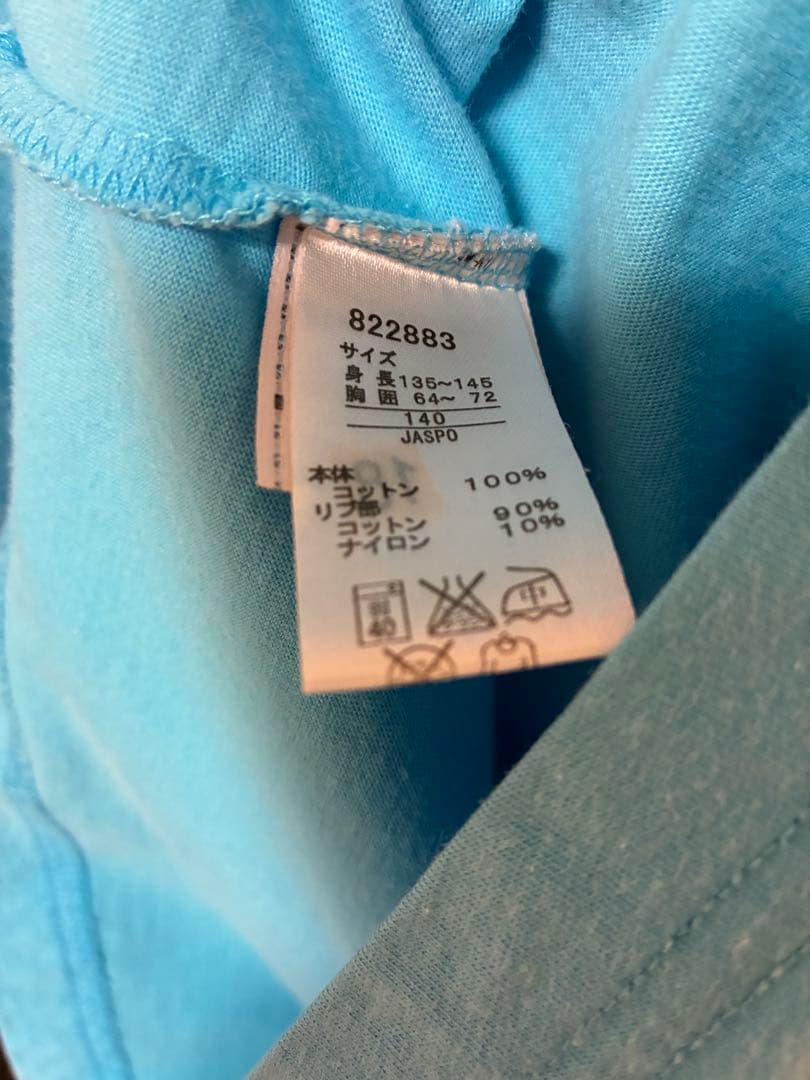 822883
サイズ
身長135~145
胸囲 64~ 72
140
JASPO
本体
コットン 100%
リブ部
コットン 90%
ナイロン 10%
40